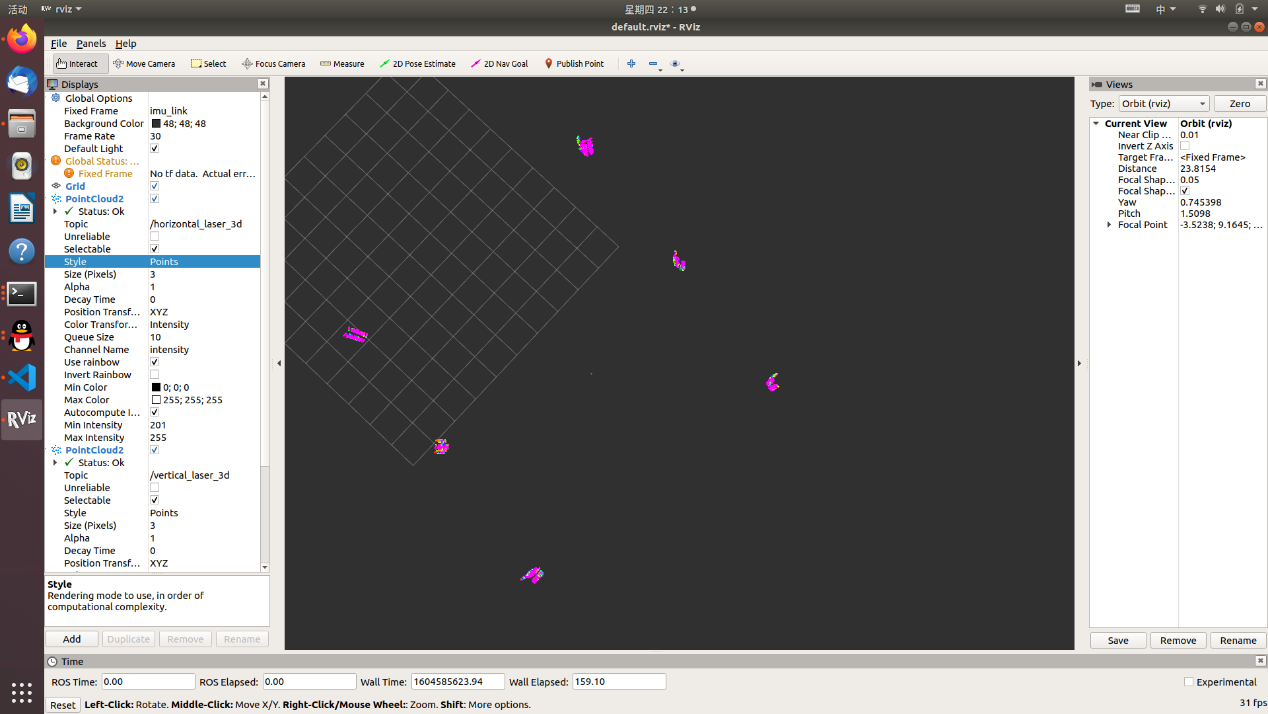 活动 RViz rviz 星期四 22：13 中
default.rviz* - RViz
File Panels Help
Interact Move Camera Select Focus Camera Measure 2D Pose Estimate 2D Nav Goal Publish Point
Displays
Global Options
Fixed Frame imu_link
Background Color 48; 48; 48
Frame Rate 30
Default Light
Global Status: ...
Fixed Frame No tf data. Actual err...
Grid
PointCloud2
Status: Ok
Topic /horizontal_laser_3d
Unreliable
Selectable
Style Points
Size (Pixels) 3
Alpha 1
Decay Time 0
Position Transf... XYZ
Color Transfor... Intensity
Queue Size 10
Channel Name intensity
Use rainbow
Invert Rainbow
Min Color 0; 0; 0
Max Color 255; 255; 255
Autocompute I...
Min Intensity 201
Max Intensity 255
PointCloud2
Status: Ok
Topic /vertical_laser_3d
Unreliable
Selectable
Style Points
Size (Pixels) 3
Alpha 1
Decay Time 0
Position Transf... XYZ
Style
Rendering mode to use, in order of
computational complexity.
Add Duplicate Remove Rename
Views
Type: Orbit (rviz) Zero
Current View Orbit (rviz)
Near Clip ... 0.01
Invert Z Axis
Target Fra... <Fixed Frame>
Distance 23.8154
Focal Shap... 0.05
Focal Shap...
Yaw 0.745398
Pitch 1.5098
Focal Point -3.5238; 9.1645; ...
Save Remove Rename
Time
ROS Time: 0.00 ROS Elapsed: 0.00 Wall Time: 1604585623.94 Wall Elapsed: 159.10 Experimental
Reset Left-Click: Rotate. Middle-Click: Move X/Y. Right-Click/Mouse Wheel:: Zoom. Shift: More options. 31 fps
RViz